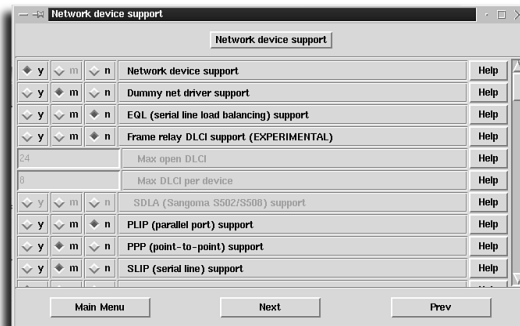 Network device support
Network device support
y m n Network device support Help
y m n Dummy net driver support Help
y m n EQL (serial line load balancing) support Help
y m n Frame relay DLCI support (EXPERIMENTAL) Help
24 Max open DLCI Help
8 Max DLCI per device Help
y m n SDLA (Sangoma S502/S508) support Help
y m n PLIP (parallel port) support Help
y m n PPP (point-to-point) support Help
y m n SLIP (serial line) support Help
Main Menu Next Prev